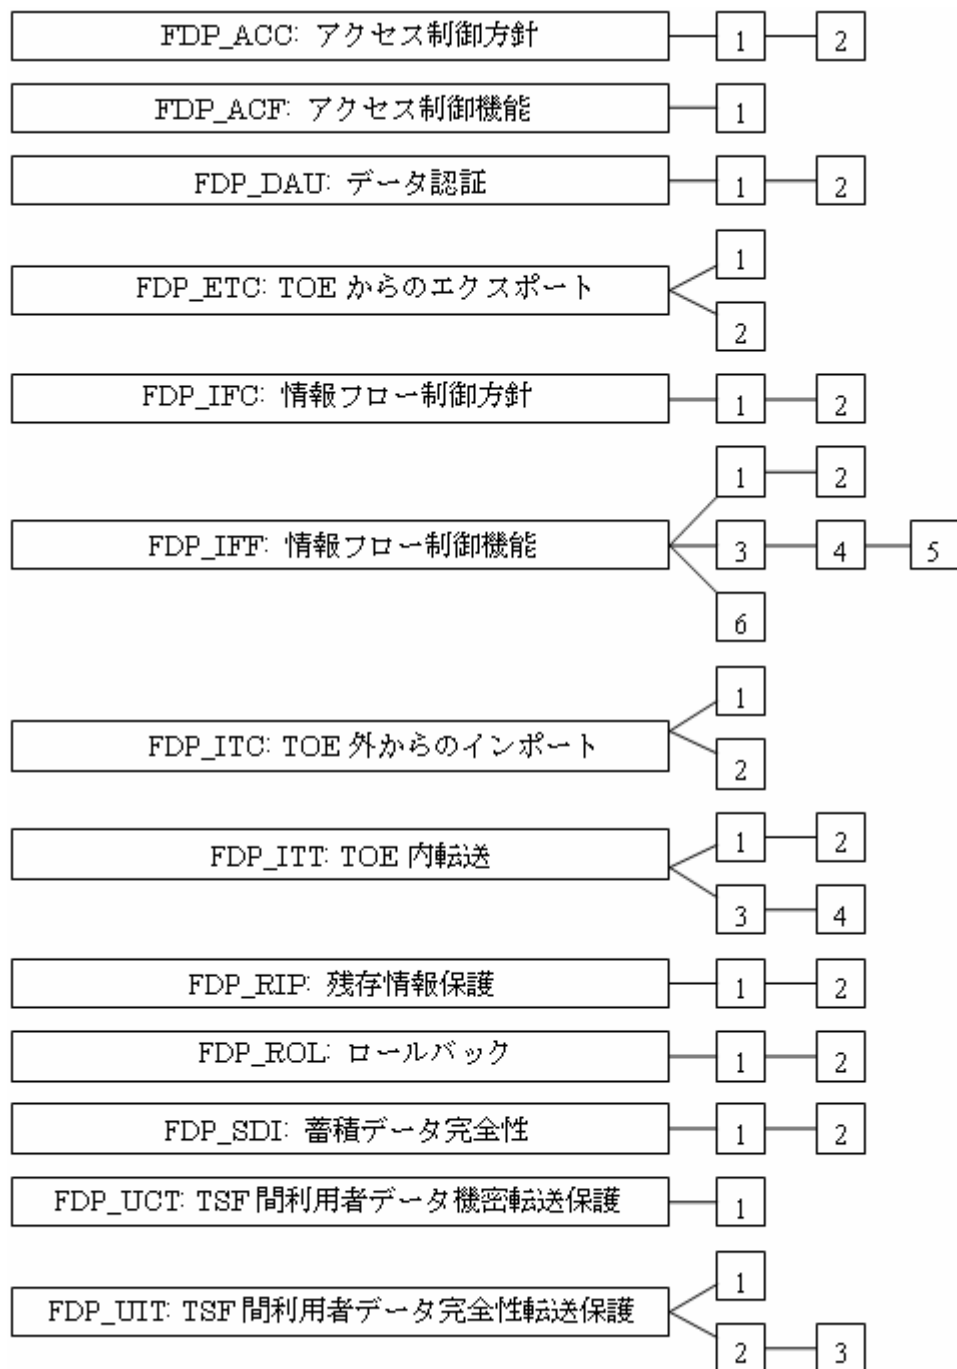 FDP_ACC: アクセス制御方針 1 2
FDP_ACF: アクセス制御機能 1
FDP_DAU: データ認証 1 2
1
FDP_ETC: TOE からのエクスポート
2
FDP_IFC: 情報フロー制御方針 1 2
1 2
FDP_IFF: 情報フロー制御機能 3 4 5
6
1
FDP_ITC: TOE 外からのインポート
2
1 2
FDP_ITT: TOE 内転送
3 4
FDP_RIP: 残存情報保護 1 2
FDP_ROL: ロールバック 1 2
FDP_SDI: 蓄積データ完全性 1 2
FDP_UCT: TSF 間利用者データ機密転送保護 1
1
FDP_UIT: TSF 間利用者データ完全性転送保護
2 3